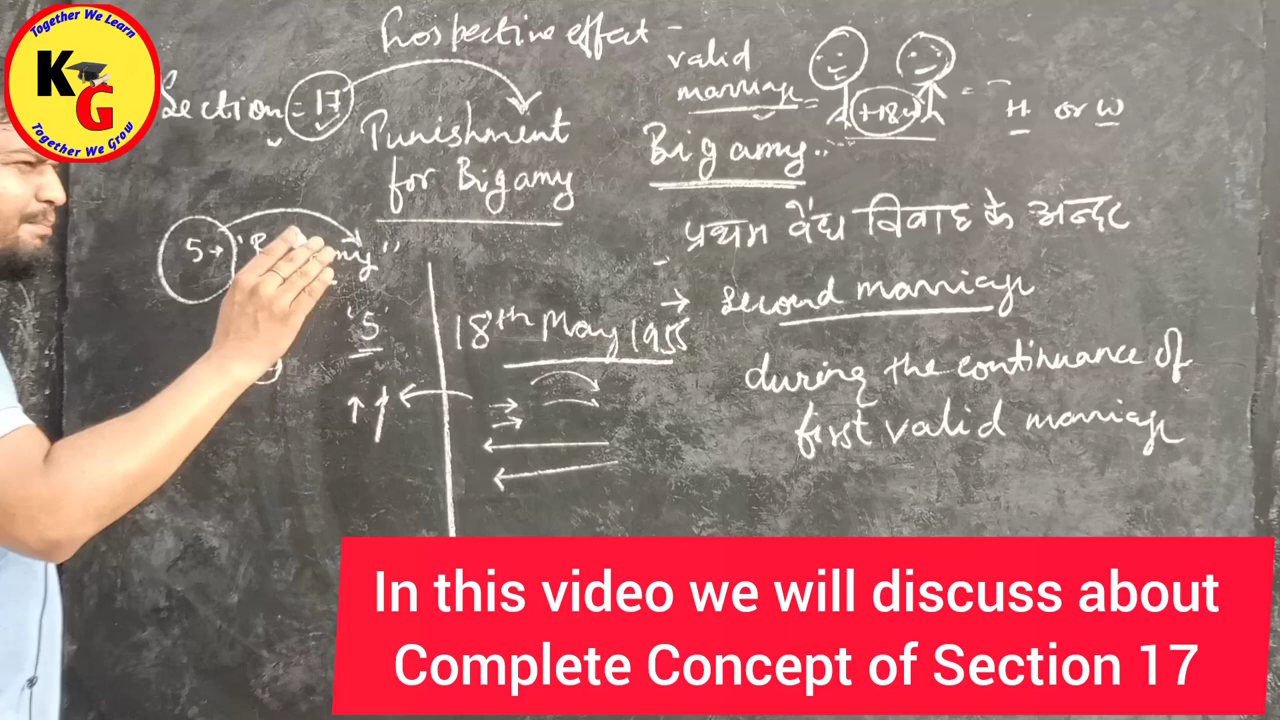 Together We Learn
KG
Together We Grow
Prospective effect -
Section = 17
Punishment
for Bigamy
5 →
'5'
18th May 1955
valid
marriage =
= H or W
Bigamy..
प्रथम वैध विवाह के अन्दर
→ second marriage
during the continuance of
first valid marriage
In this video we will discuss about
Complete Concept of Section 17